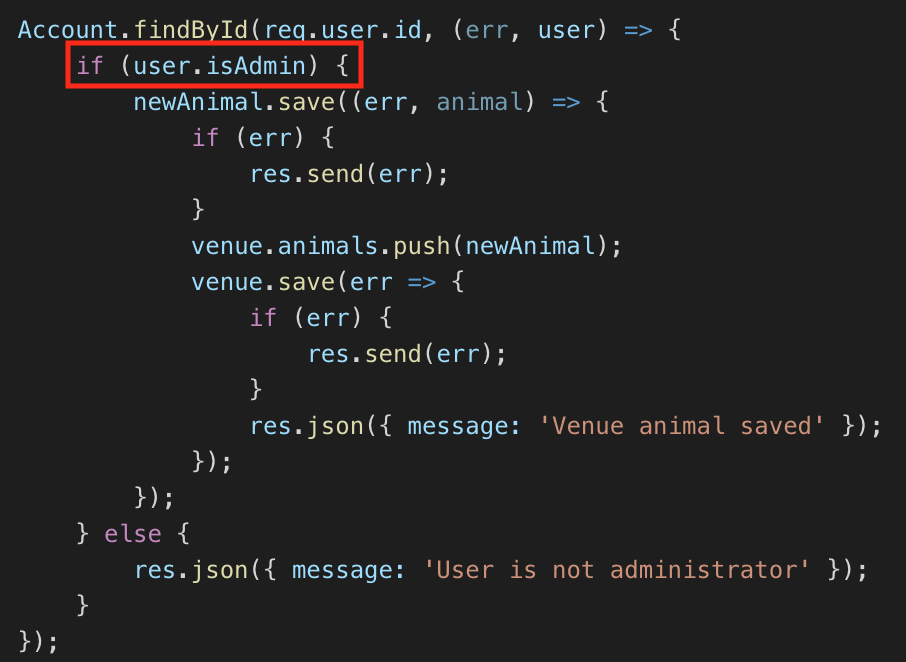 Account.findById(req.user.id, (err, user) => {
    if (user.isAdmin) {
        newAnimal.save((err, animal) => {
            if (err) {
                res.send(err);
            }
            venue.animals.push(newAnimal);
            venue.save(err => {
                if (err) {
                    res.send(err);
                }
                res.json({ message: 'Venue animal saved' });
            });
        });
    } else {
        res.json({ message: 'User is not administrator' });
    }
});